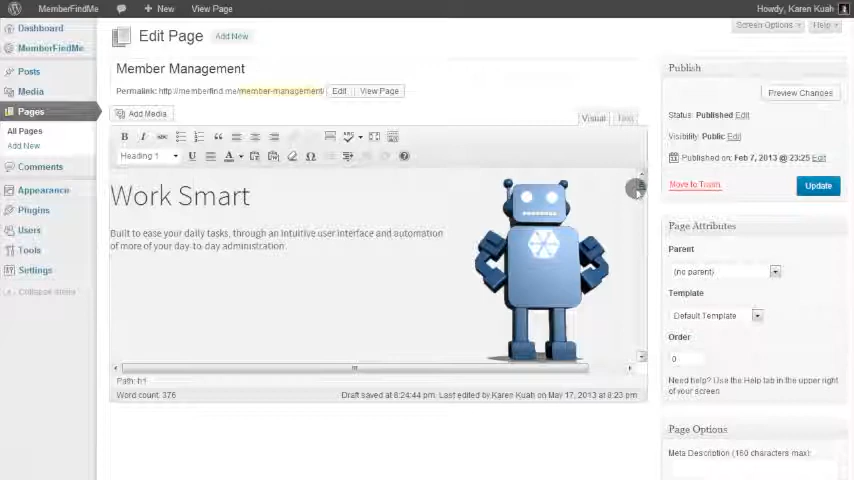 MemberFindMe
New
View Page
Howdy, Karen Kuah
Dashboard
MemberFindMe
Posts
Media
Pages
All Pages
Add New
Comments
Appearance
Plugins
Users
Tools
Settings
Collapse menu
Screen Options
Help
Edit Page
Add New
Member Management
Permalink: http://memberfind.me/member-management/
Edit
View Page
Add Media
Visual
Text
B
I
ABC
Heading 1
U
A
Work Smart
Built to ease your daily tasks, through an intuitive user interface and automation
of more of your day-to-day administration.
Path: h1
Word count: 376
Draft saved at 8:24:44 pm. Last edited by Karen Kuah on May 17, 2013 at 8:23 pm
Publish
Preview Changes
Status: Published Edit
Visibility: Public Edit
Published on: Feb 7, 2013 @ 23:25 Edit
Move to Trash
Update
Page Attributes
Parent
(no parent)
Template
Default Template
Order
0
Need help? Use the Help tab in the upper right
of your screen
Page Options
Meta Description (160 characters max):